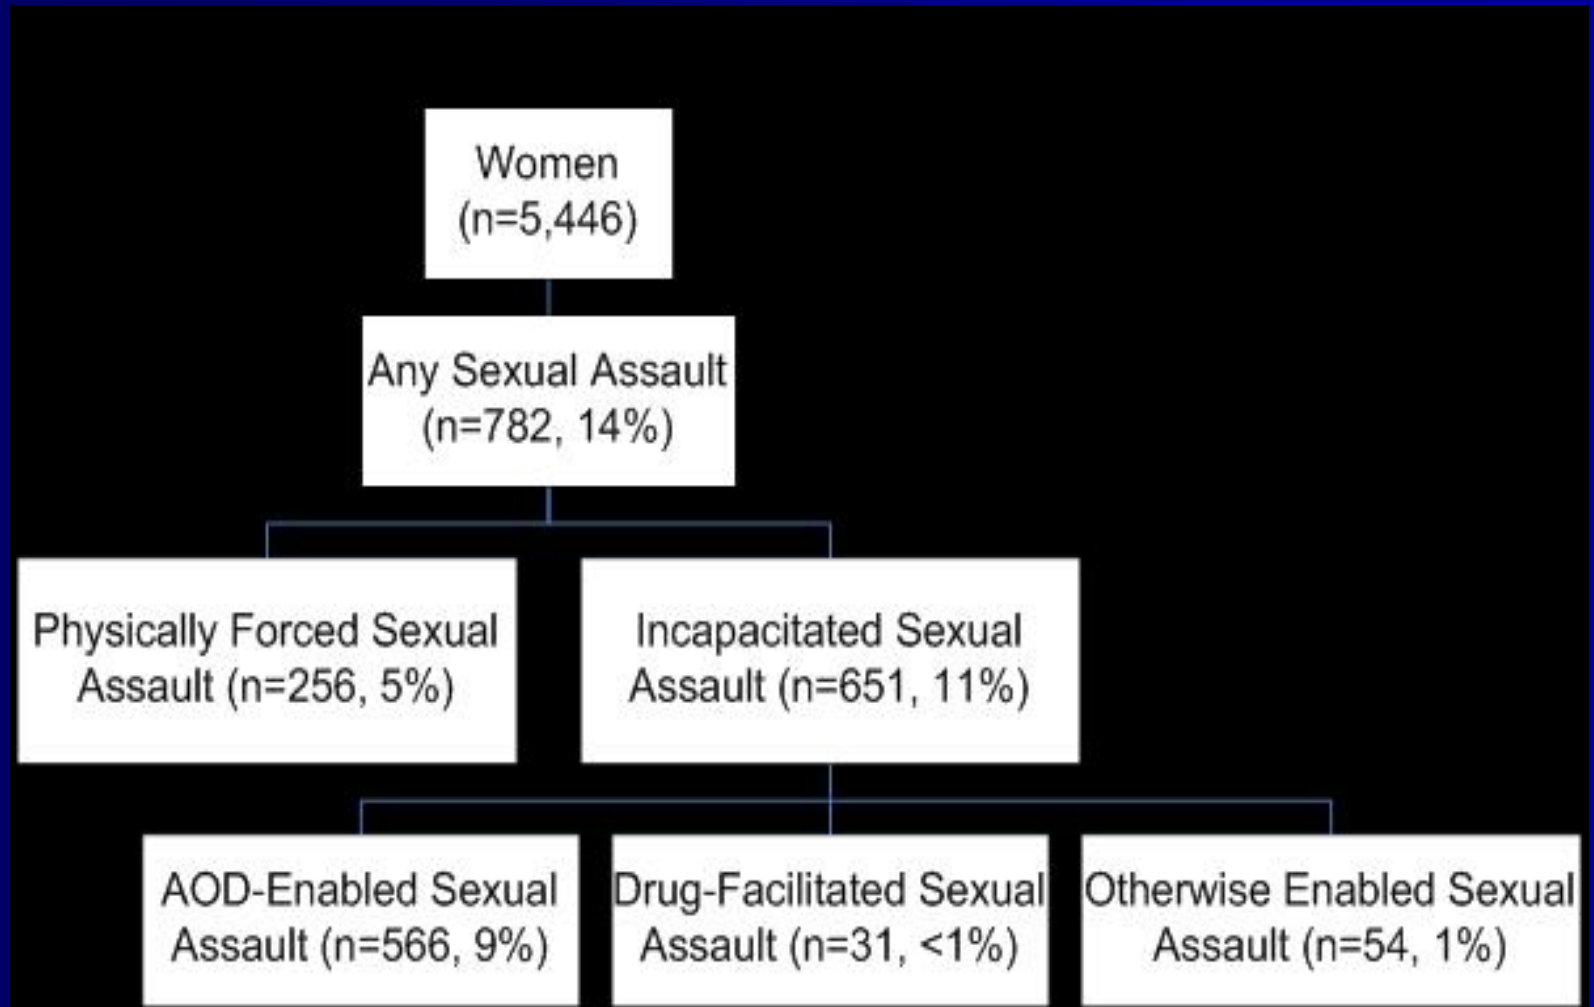 Women
(n=5,446)
Any Sexual Assault
(n=782, 14%)
Physically Forced Sexual
Assault (n=256, 5%)
Incapacitated Sexual
Assault (n=651, 11%)
AOD-Enabled Sexual
Assault (n=566, 9%)
Drug-Facilitated Sexual
Assault (n=31, <1%)
Otherwise Enabled Sexual
Assault (n=54, 1%)